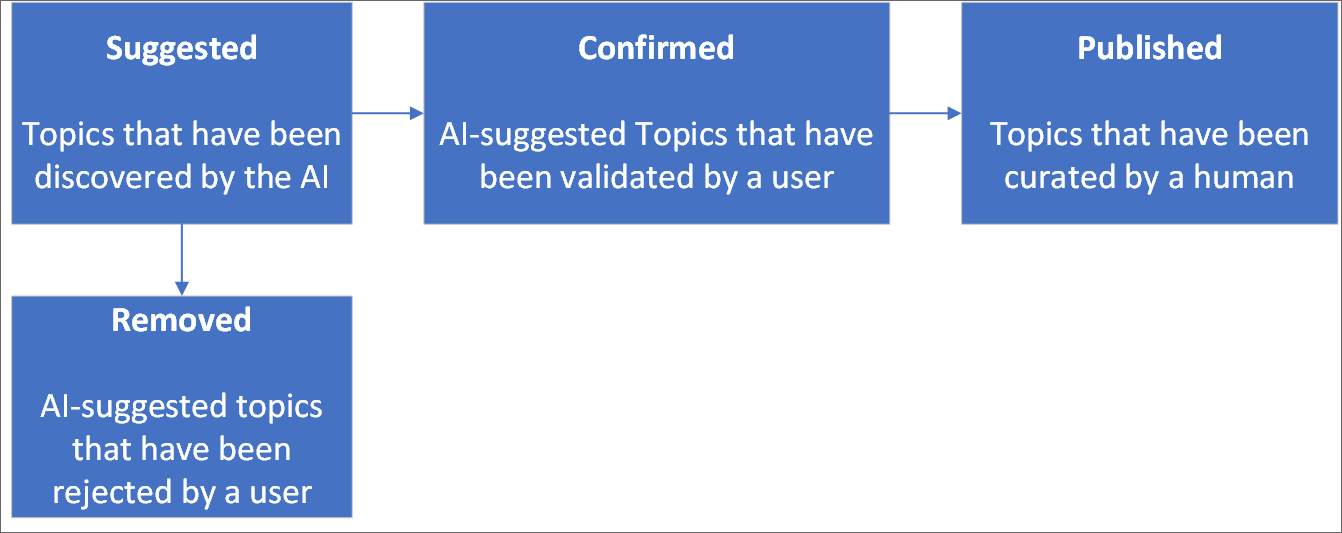 Suggested
Topics that have been
discovered by the AI
Confirmed
AI-suggested Topics that have
been validated by a user
Published
Topics that have been
curated by a human
Removed
AI-suggested topics
that have been
rejected by a user